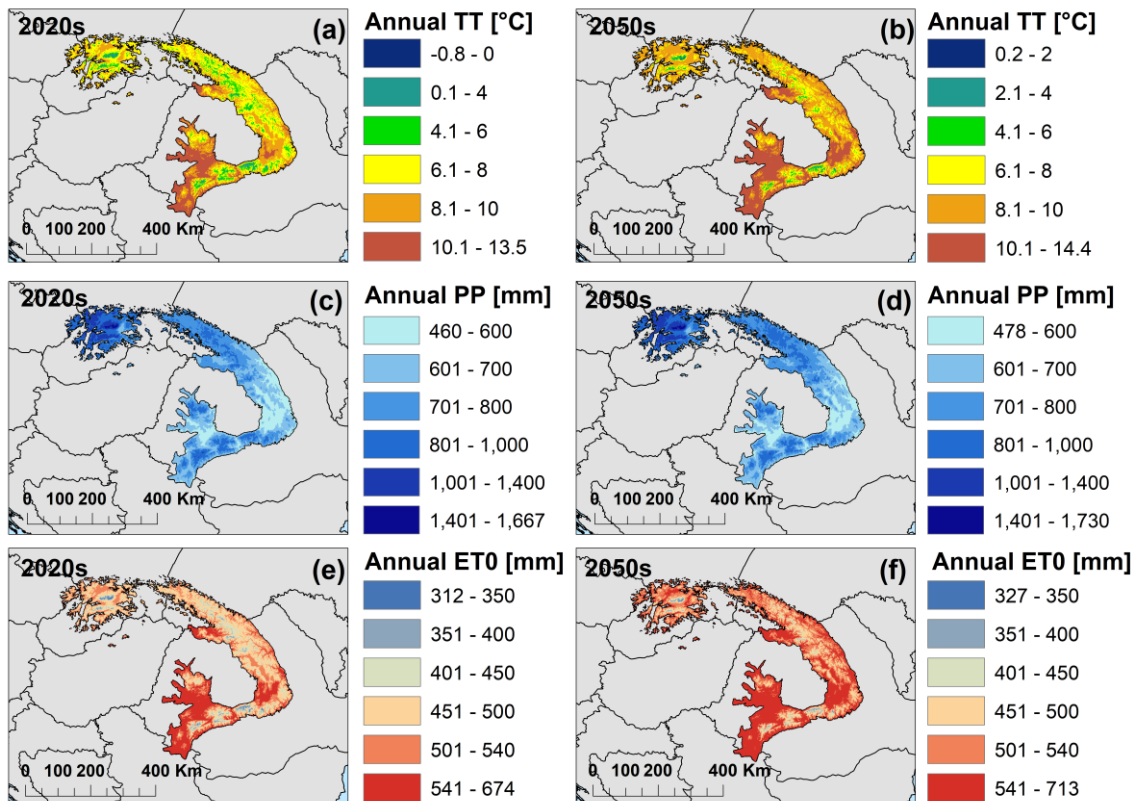 2020s
(a)
Annual TT [°C]
-0.8 - 0
0.1 - 4
4.1 - 6
6.1 - 8
8.1 - 10
10.1 - 13.5
0 100 200 400 Km
2050s
(b)
Annual TT [°C]
0.2 - 2
2.1 - 4
4.1 - 6
6.1 - 8
8.1 - 10
10.1 - 14.4
0 100 200 400 Km
2020s
(c)
Annual PP [mm]
460 - 600
601 - 700
701 - 800
801 - 1,000
1,001 - 1,400
1,401 - 1,667
0 100 200 400 Km
2050s
(d)
Annual PP [mm]
478 - 600
601 - 700
701 - 800
801 - 1,000
1,001 - 1,400
1,401 - 1,730
0 100 200 400 Km
2020s
(e)
Annual ET0 [mm]
312 - 350
351 - 400
401 - 450
451 - 500
501 - 540
541 - 674
0 100 200 400 Km
2050s
(f)
Annual ET0 [mm]
327 - 350
351 - 400
401 - 450
451 - 500
501 - 540
541 - 713
0 100 200 400 Km